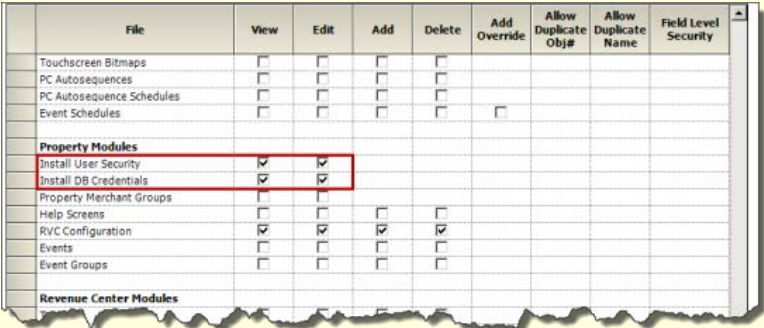 File View Edit Add Delete Add Override Allow Duplicate Obj# Allow Duplicate Name Field Level Security
Touchscreen Bitmaps
PC Autosequences
PC Autosequence Schedules
Event Schedules
Property Modules
Install User Security
Install DB Credentials
Property Merchant Groups
Help Screens
RVC Configuration
Events
Event Groups
Revenue Center Modules